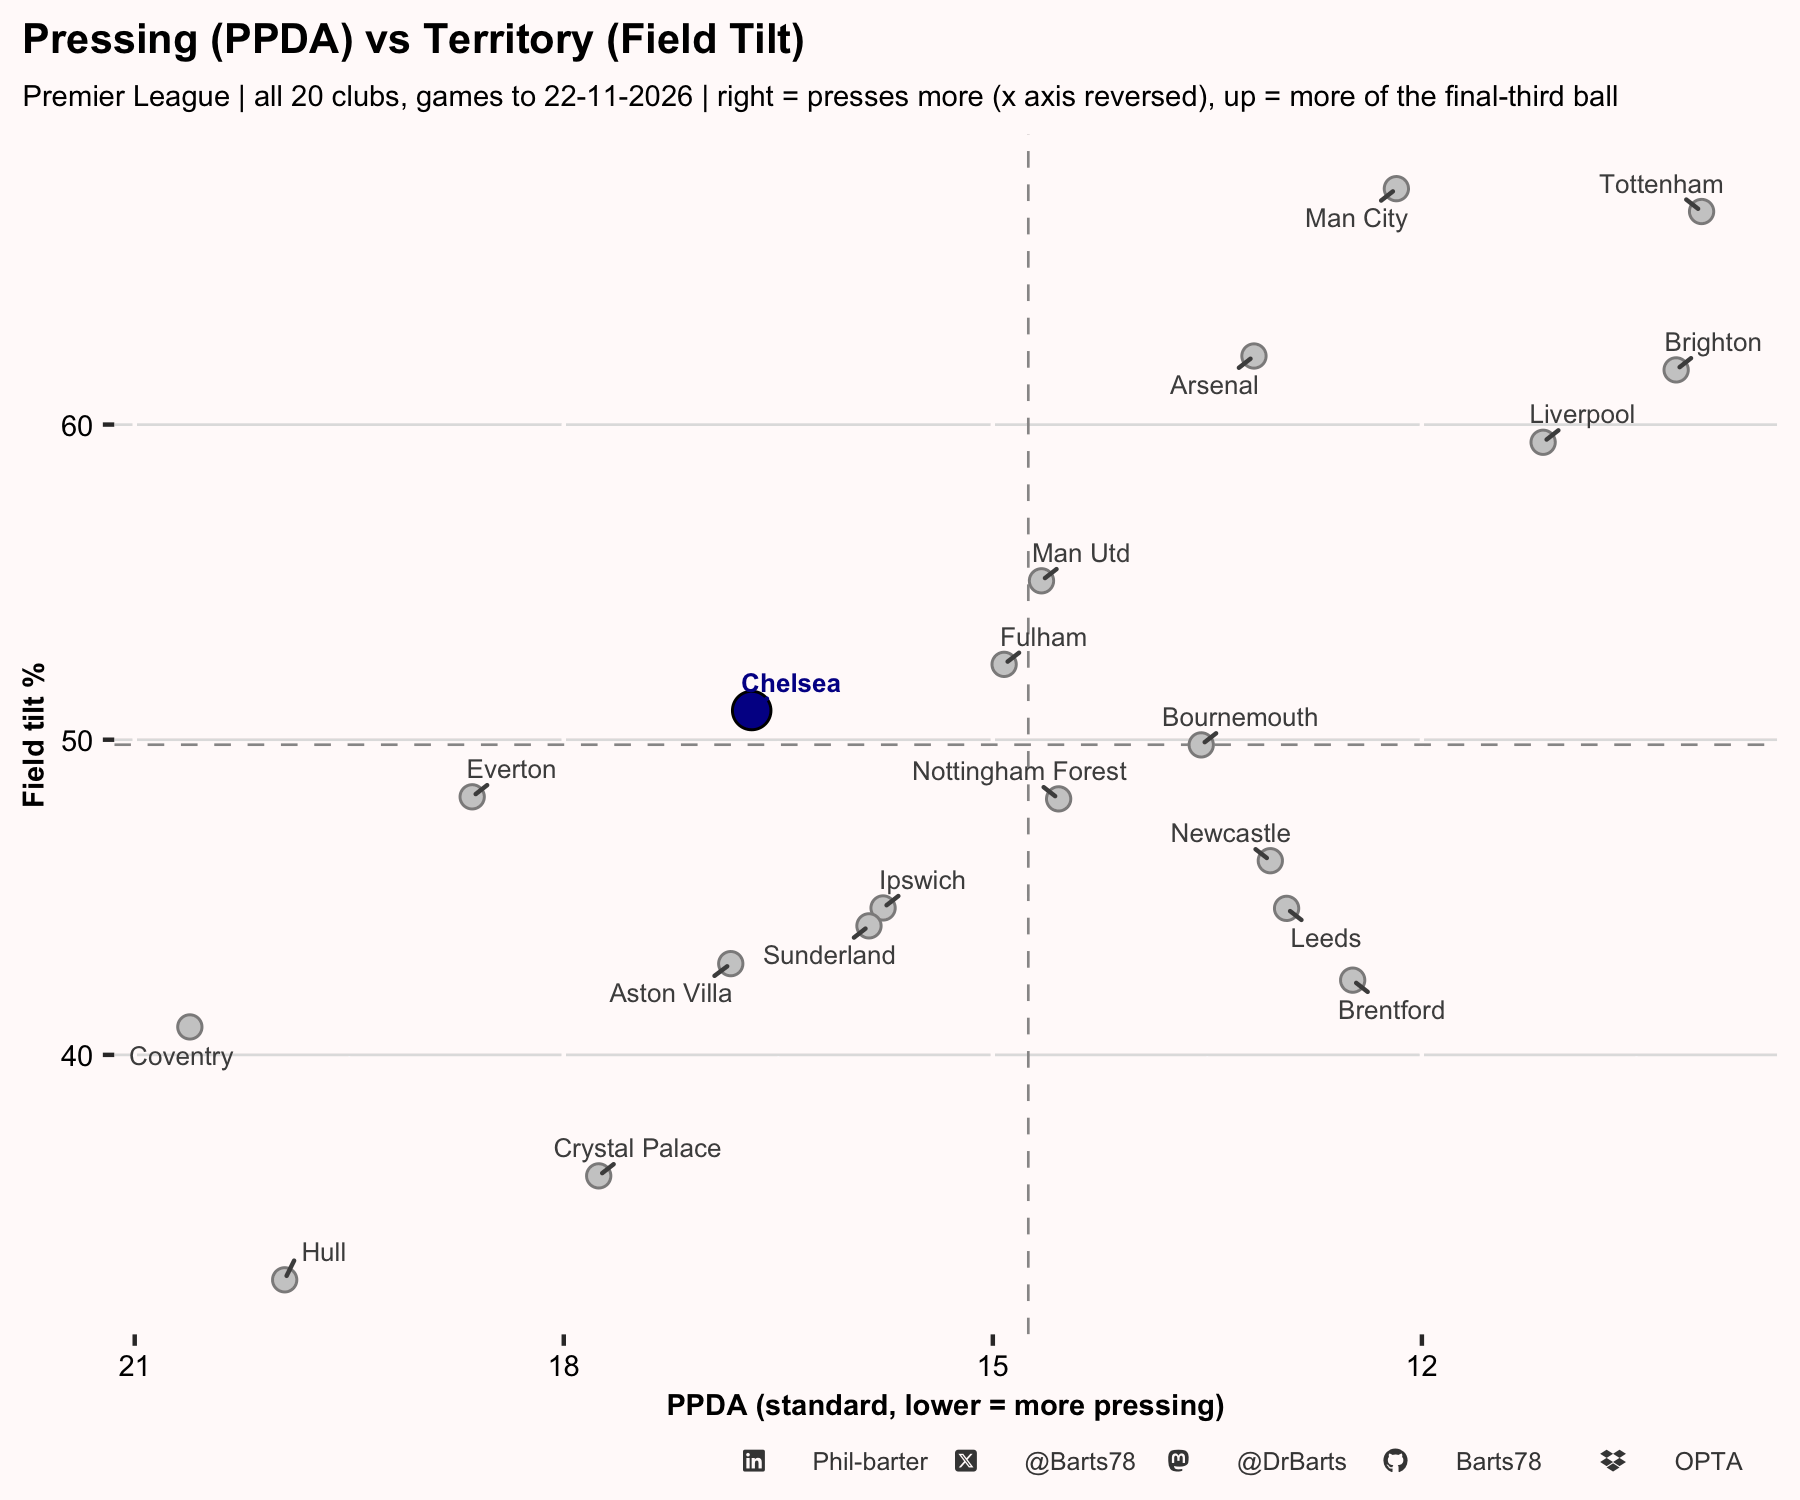 Pressing (PPDA) vs Territory (Field Tilt)
Premier League | all 20 clubs, games to 22-11-2026 | right = presses more (x axis reversed), up = more of the final-third ball
Tottenham
Man City
Brighton
Arsenal
Liverpool
60
Man Utd
Fulham
Chelsea
Bournemouth
50
Everton
Nottingham Forest
Newcastle
Ipswich
Leeds
Sunderland
Aston Villa
Brentford
Coventry
40
Crystal Palace
Hull
Field tilt %
21
18
15
12
PPDA (standard, lower = more pressing)
Phil-barter @Barts78 @DrBarts Barts78 OPTA